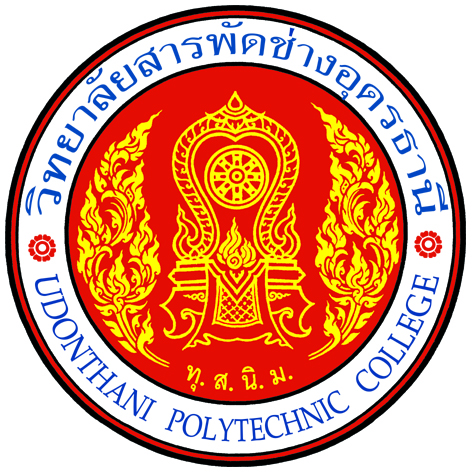 วิทยาลัยสารพัดช่างอุดรธานี
ทุ. ส. นิ. ม.
UDONTHANI POLYTECHNIC COLLEGE